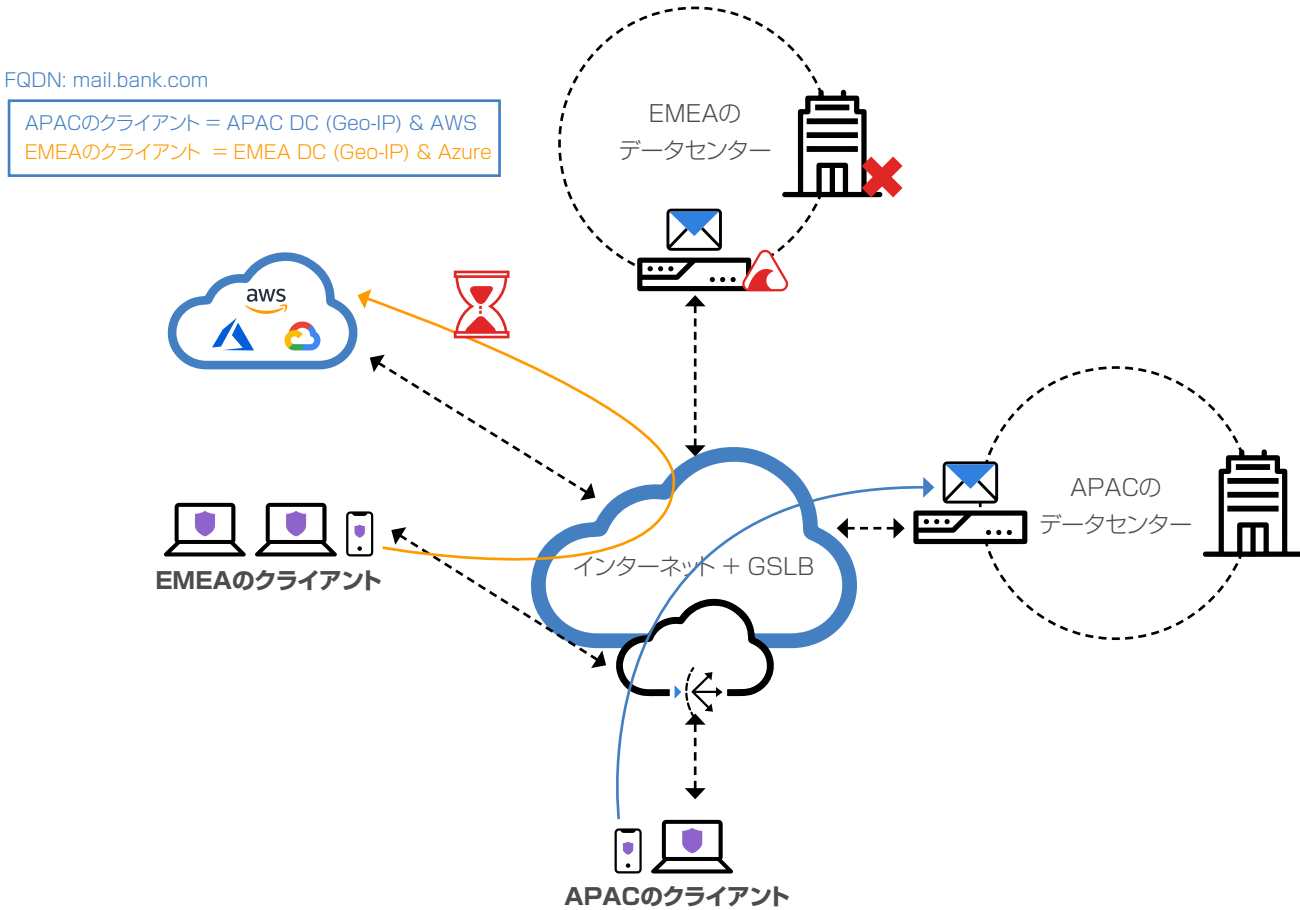 FQDN: mail.bank.com
APACのクライアント = APAC DC (Geo-IP) & AWS
EMEAのクライアント = EMEA DC (Geo-IP) & Azure
EMEAの
データセンター
aws
APACの
データセンター
インターネット + GSLB
EMEAのクライアント
APACのクライアント